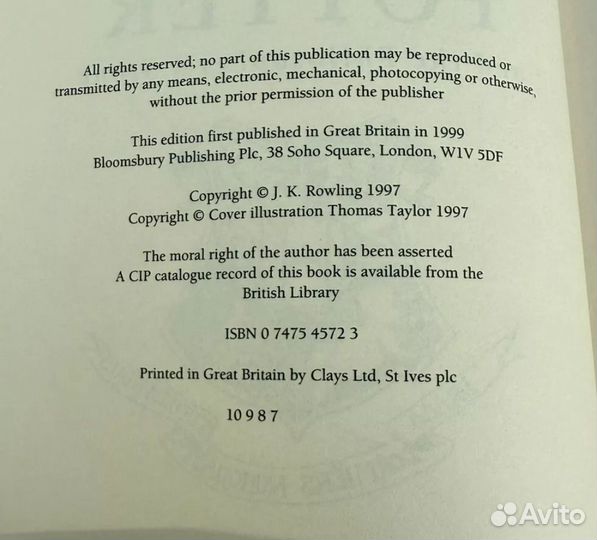 POTTER
All rights reserved; no part of this publication may be reproduced or
transmitted by any means, electronic, mechanical, photocopying or otherwise,
without the prior permission of the publisher
This edition first published in Great Britain in 1999
Bloomsbury Publishing Plc, 38 Soho Square, London, W1V 5DF
Copyright © J. K. Rowling 1997
Copyright © Cover illustration Thomas Taylor 1997
The moral right of the author has been asserted
A CIP catalogue record of this book is available from the
British Library
ISBN 0 7475 4572 3
Printed in Great Britain by Clays Ltd, St Ives plc
10 9 8 7
Avito